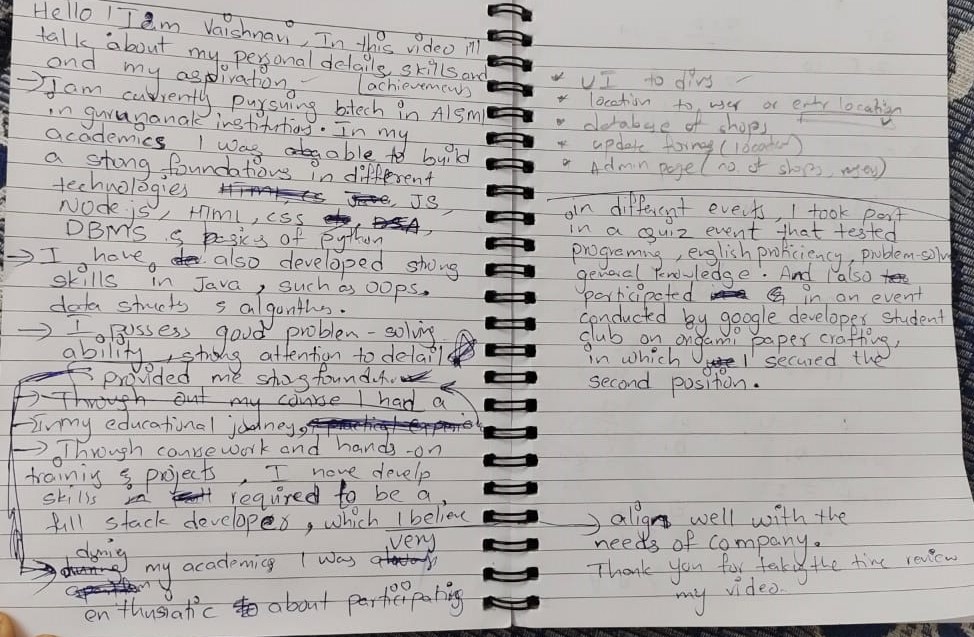 Hello! I am Vaishnavi, In this video ill
talk about my personal details, skills and
and my aspiration achievements
→ I am currently pursuing btech in AI&ML
in gurunanak institutions. In my
academics I was able to build
a stong foundations in different
technologies JS,
Node.js, HTML, CSS
DBMS & basics of python
→ I have also developed strong
skills in Java, such as OOPs,
data structs & algorithms.
→ I possess good problem-solving
ability, strong attention to detail
provided me stong foundation
→ Through out my course I had a
→ In my educational journey,
→ Through coursework and hands-on
training & projects, I have develp
skills required to be a
full stack developer, which I believe
during my academics I was very
enthusiatic about participating
* UI to divs
* location to user or entr location
* database of shops
* update forms (location)
* Admin page (no. of shops, users)
in different events, I took part
in a quiz event that tested
programing, english proficiency, problem-solv
general knowledge. And I also
participated in an event
conducted by google developer student
club on origami paper crafting,
in which I secured the
second position.
→ align well with the
needs of company.
Thank you for taking the time review
my video.